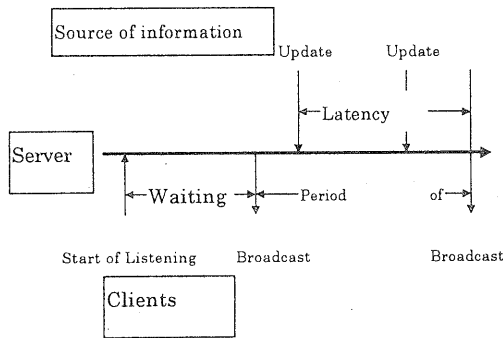 Source of information
Update Update
Latency
Server
Waiting Period of
Start of Listening Broadcast Broadcast
Clients